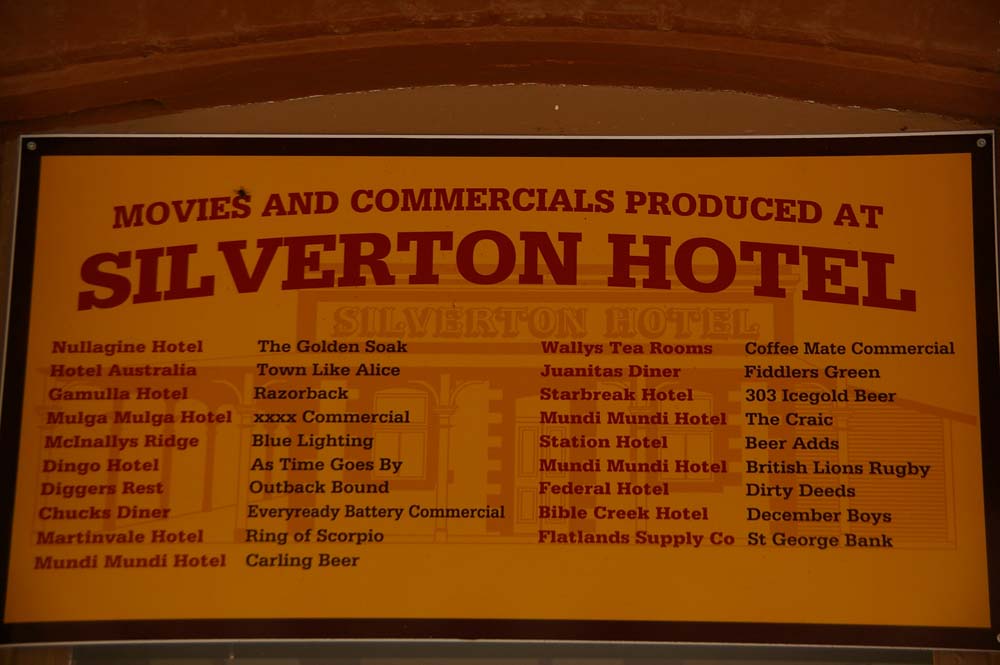 MOVIES AND COMMERCIALS PRODUCED AT
SILVERTON HOTEL
SILVERTON HOTEL
Nullagine Hotel The Golden Soak
Hotel Australia Town Like Alice
Gamulla Hotel Razorback
Mulga Mulga Hotel xxxx Commercial
McInallys Ridge Blue Lighting
Dingo Hotel As Time Goes By
Diggers Rest Outback Bound
Chucks Diner Everyready Battery Commercial
Martinvale Hotel Ring of Scorpio
Mundi Mundi Hotel Carling Beer
Wallys Tea Rooms Coffee Mate Commercial
Juanitas Diner Fiddlers Green
Starbreak Hotel 303 Icegold Beer
Mundi Mundi Hotel The Craic
Station Hotel Beer Adds
Mundi Mundi Hotel British Lions Rugby
Federal Hotel Dirty Deeds
Bible Creek Hotel December Boys
Flatlands Supply Co St George Bank